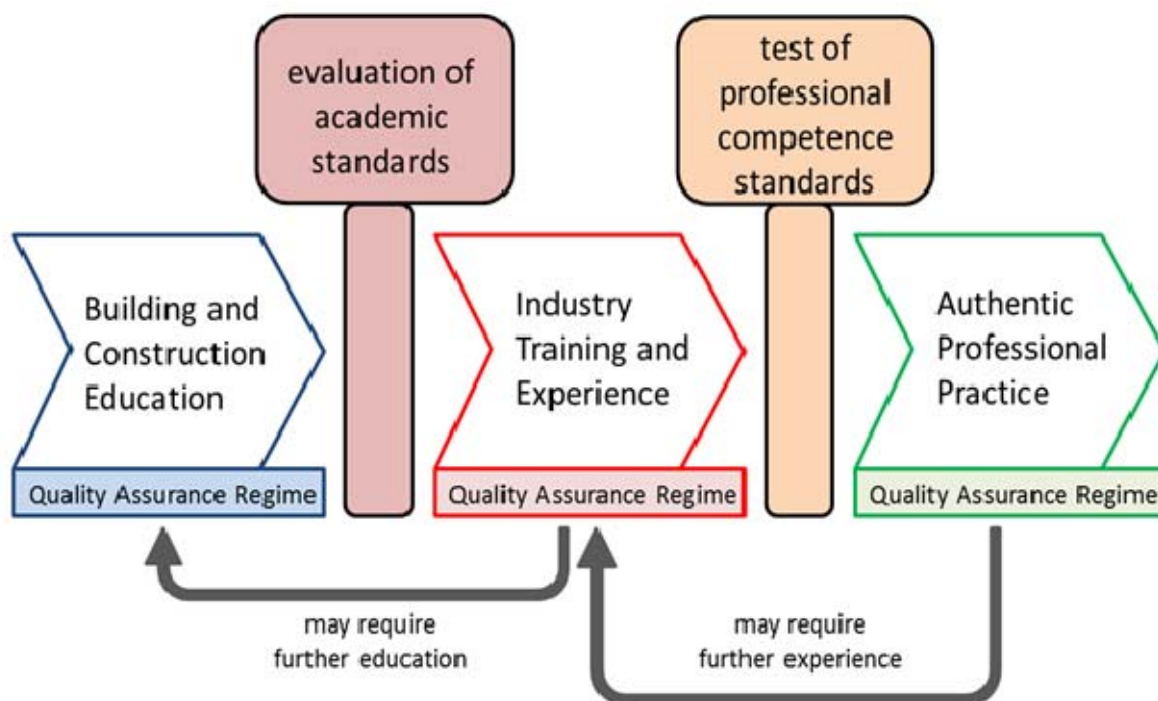 evaluation of
academic
standards
test of
professional
competence
standards
Building and
Construction
Education
Industry
Training and
Experience
Authentic
Professional
Practice
Quality Assurance Regime
Quality Assurance Regime
Quality Assurance Regime
may require
further education
may require
further experience